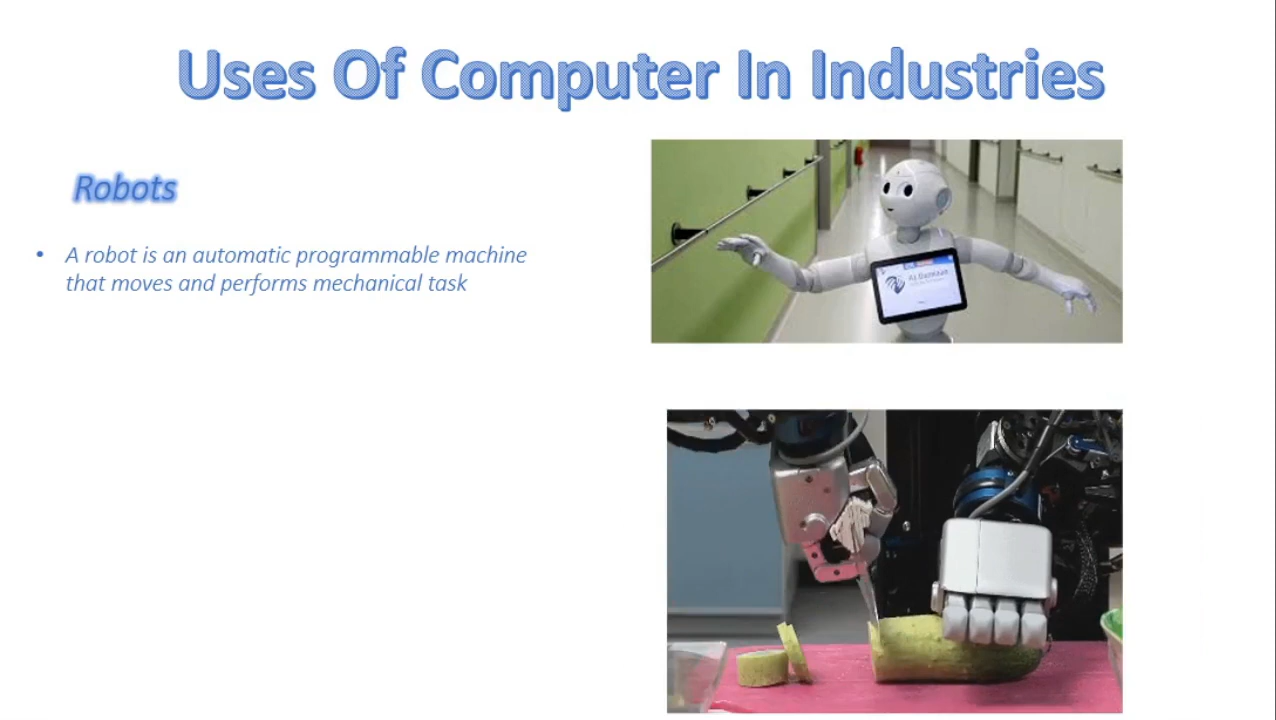 Uses Of Computer In Industries
Robots
• A robot is an automatic programmable machine
that moves and performs mechanical task